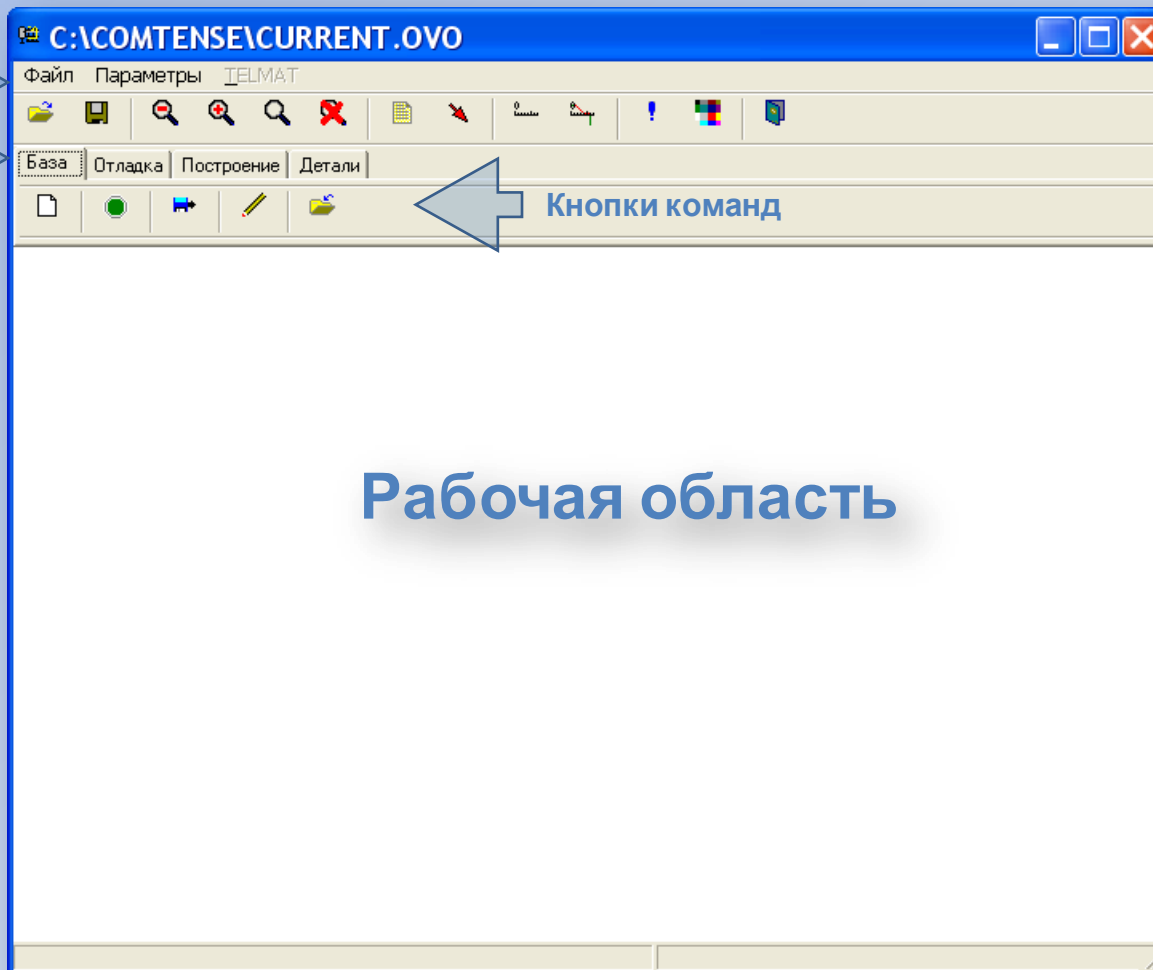 C:\COMTENSE\CURRENT.OVO
Файл Параметры TELMAT
База Отладка Построение Детали
Кнопки команд
Рабочая область